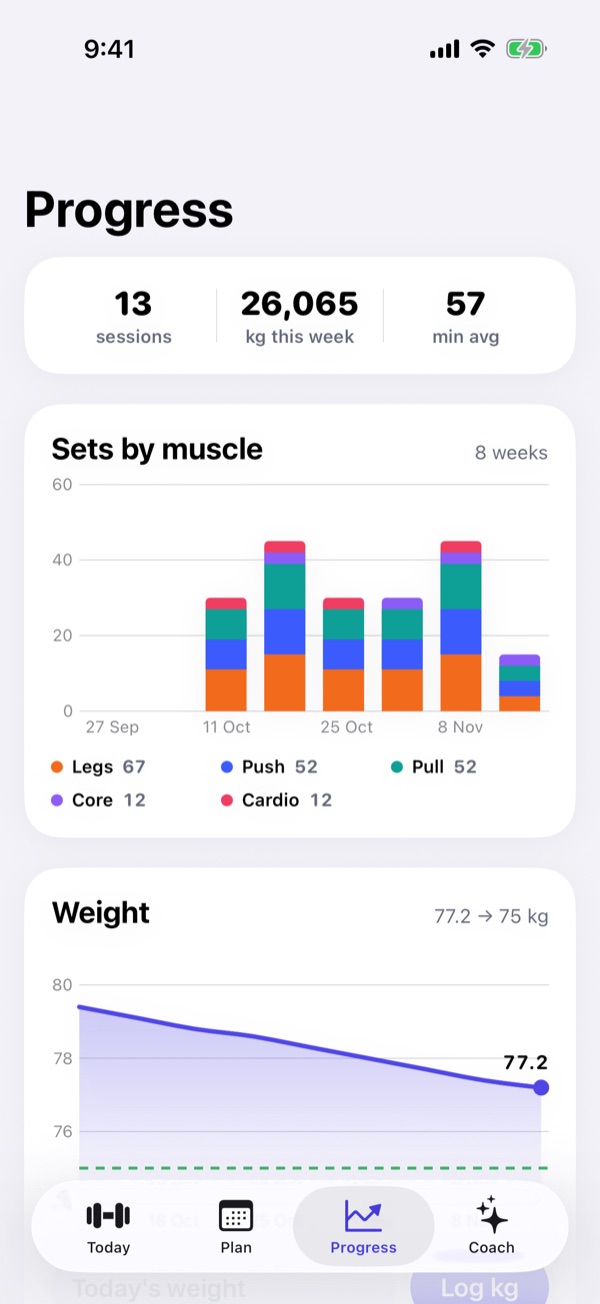 9:41
Progress
13 26,065 57
sessions kg this week min avg
Sets by muscle 8 weeks
60
40
20
0
27 Sep 11 Oct 25 Oct 8 Nov
Legs 67 Push 52 Pull 52
Core 12 Cardio 12
Weight 77.2 → 75 kg
80
78
77.2
76
18 Oct
Today Plan Progress Coach
Today's weight Log kg